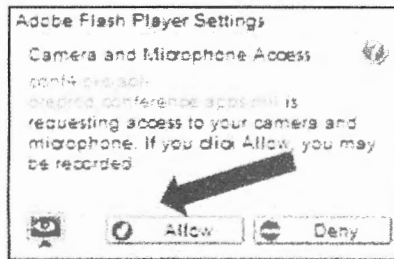 Adobe Flash Player Settings
Camera and Microphone Access
is
requesting access to your camera and
microphone. If you click Allow, you may
be recorded.
Allow
Deny